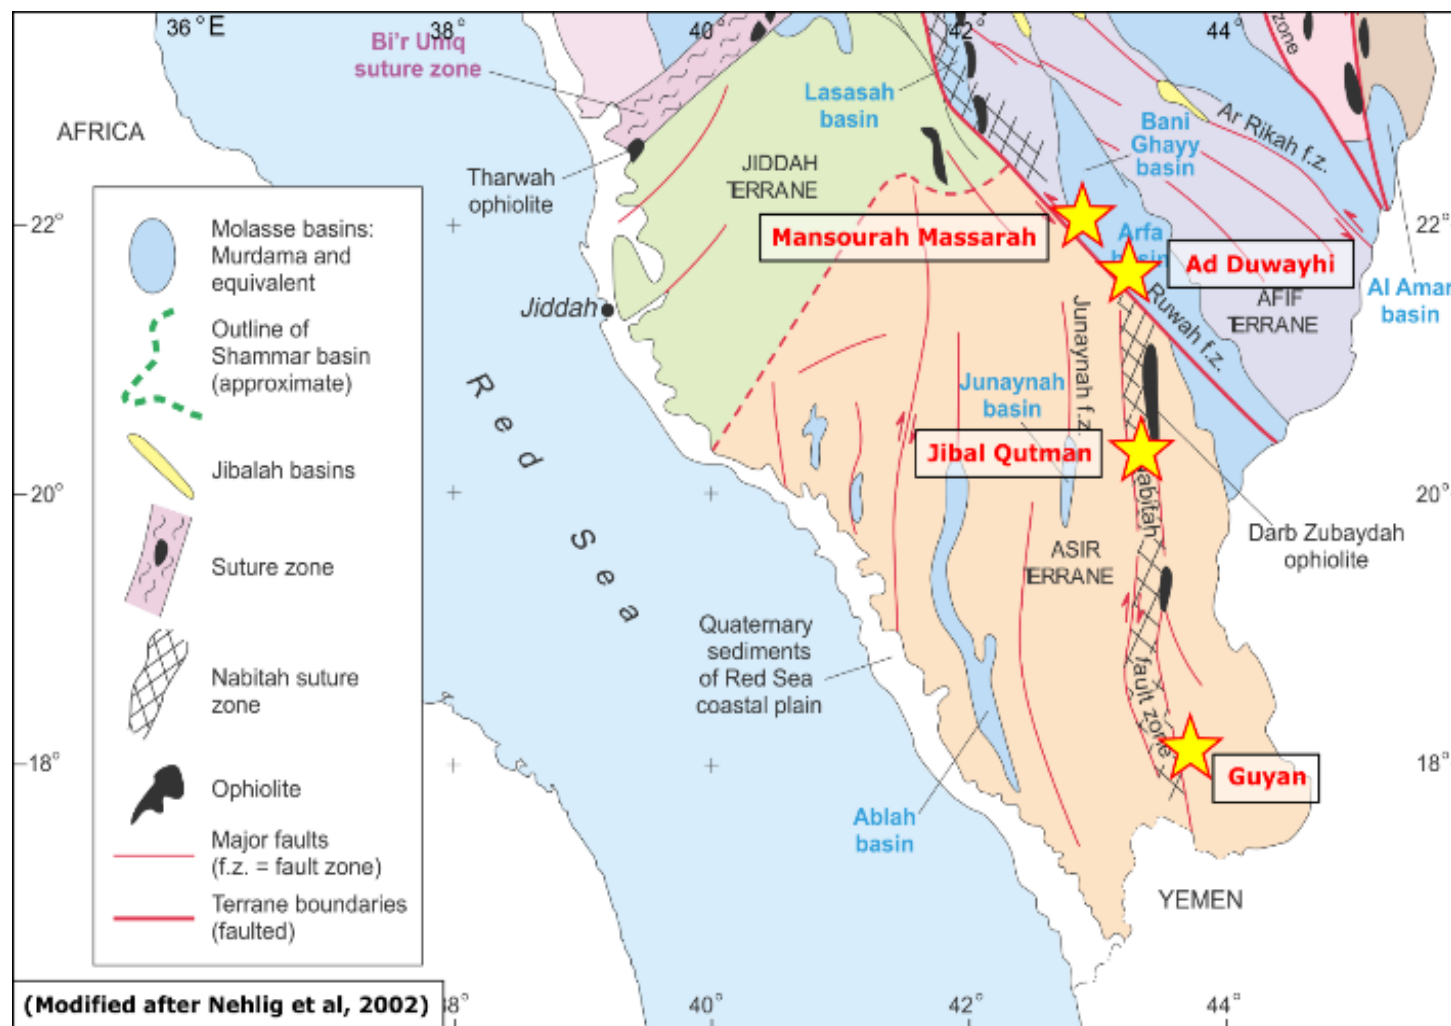 36°E
38°
40°
42°
44°
Bi'r Umq
suture zone
zone
AFRICA
Lasasah
basin
Bani
Ghayy
basin
Ar Rikah f.z.
JIDDAH
TERRANE
Tharwah
ophiolite
22°
22°
Mansourah Massarah
Arfa
basin
Ad Duwayhi
Al Amar
basin
AFIF
TERRANE
Ruwah f.z.
Jiddah
Junaynah f.z.
Junaynah
basin
Jibal Qutman
Red Sea
20°
20°
Nabitah
fault zone
Darb Zubaydah
ophiolite
ASIR
TERRANE
Quaternary
sediments
of Red Sea
coastal plain
18°
18°
Guyan
Ablah
basin
YEMEN
Molasse basins:
Murdama and
equivalent
Outline of
Shammar basin
(approximate)
Jibalah basins
Suture zone
Nabitah suture
zone
Ophiolite
Major faults
(f.z. = fault zone)
Terrane boundaries
(faulted)
(Modified after Nehlig et al, 2002)
38°
40°
42°
44°